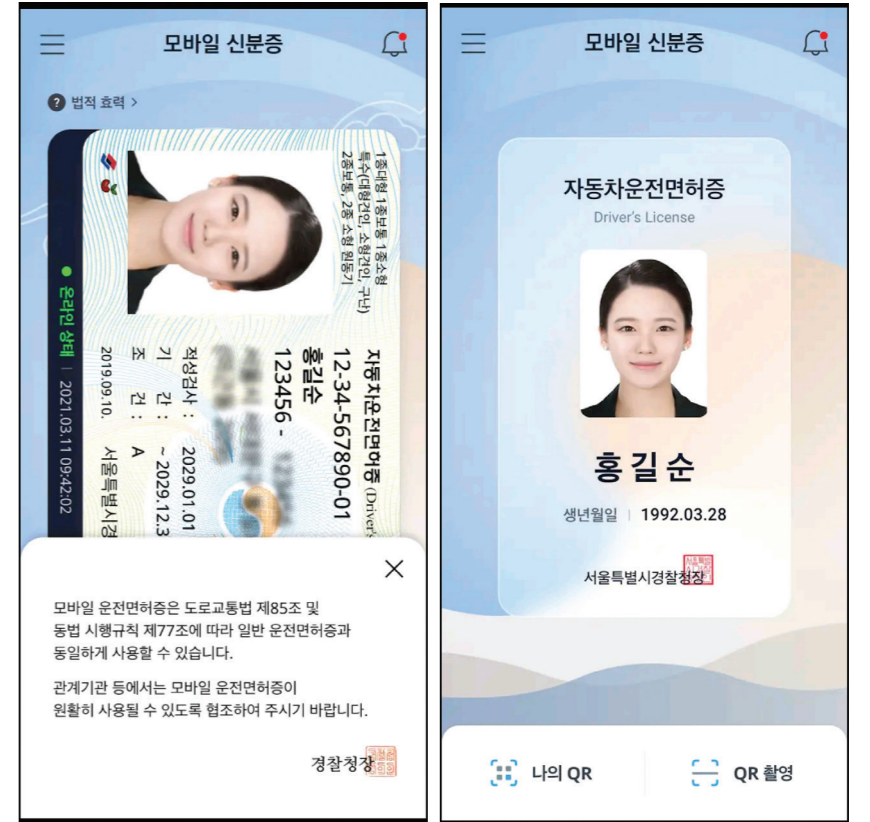 모바일 신분증
? 법적 효력 >
1종대형 1종보통 1종소형
특수(대형견인, 소형견인, 구난)
2종보통, 2종 소형 원동기
자동차운전면허증 (Driver's
12-34-567890-01
홍길순
123456 -
적성검사 : 2029.01.01
기 간 : ~ 2029.12.3
조 건 : A
2019.09.10. 서울특별시경
온라인 상태 | 2021.03.11 09:42:02
모바일 운전면허증은 도로교통법 제85조 및
동법 시행규칙 제77조에 따라 일반 운전면허증과
동일하게 사용할 수 있습니다.
관계기관 등에서는 모바일 운전면허증이
원활히 사용될 수 있도록 협조하여 주시기 바랍니다.
경찰청장
모바일 신분증
자동차운전면허증
Driver's License
홍길순
생년월일 | 1992.03.28
서울특별시경찰청장
나의 QR
QR 촬영